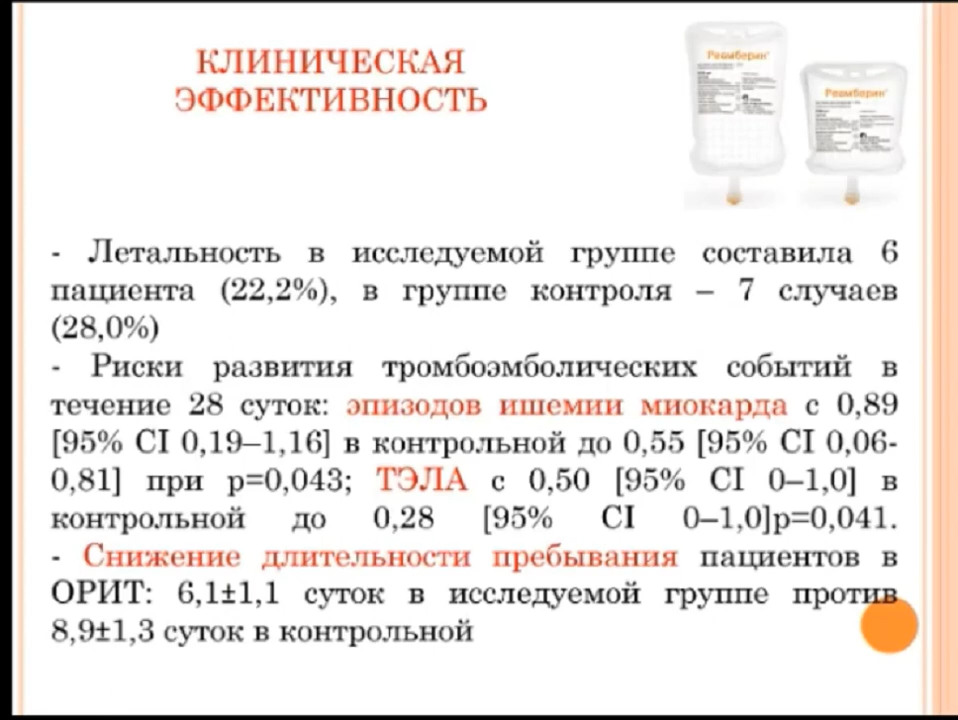 КЛИНИЧЕСКАЯ
ЭФФЕКТИВНОСТЬ
Реамберин
Реамберин
- Летальность в исследуемой группе составила 6
пациента (22,2%), в группе контроля – 7 случаев
(28,0%)
- Риски развития тромбоэмболических событий в
течение 28 суток: эпизодов ишемии миокарда с 0,89
[95% CI 0,19–1,16] в контрольной до 0,55 [95% CI 0,06-
0,81] при p=0,043; ТЭЛА с 0,50 [95% CI 0–1,0] в
контрольной до 0,28 [95% CI 0–1,0]p=0,041.
- Снижение длительности пребывания пациентов в
ОРИТ: 6,1±1,1 суток в исследуемой группе против
8,9±1,3 суток в контрольной